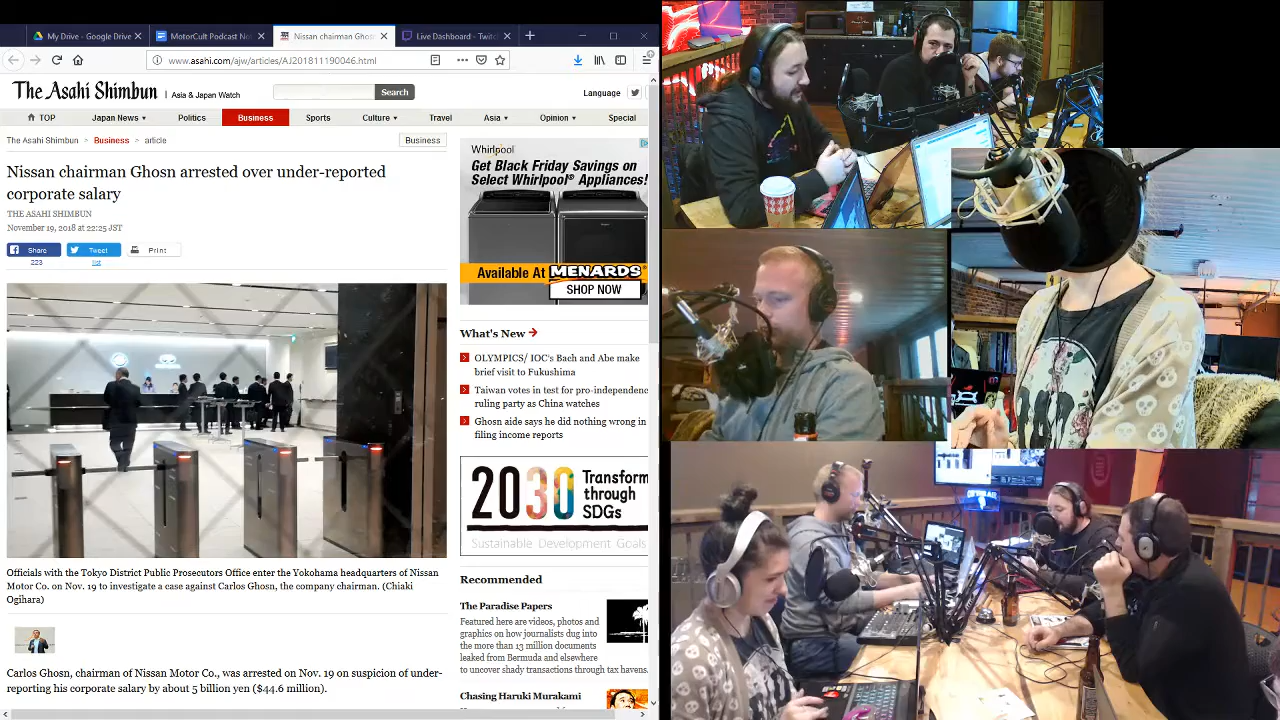 My Drive - Google Drive
MotorCult Podcast No
Nissan chairman Ghosn
Live Dashboard - Twitch
www.asahi.com/ajw/articles/AJ201811190046.html
The Asahi Shimbun
Asia & Japan Watch
Search
Language
TOP
Japan News
Politics
Business
Sports
Culture
Travel
Asia
Opinion
Special
The Asahi Shimbun
Business
article
Business
Nissan chairman Ghosn arrested over under-reported
corporate salary
THE ASAHI SHIMBUN
November 19, 2018 at 22:25 JST
Share
Tweet
Print
223
list
Officials with the Tokyo District Public Prosecutors Office enter the Yokohama headquarters of Nissan
Motor Co. on Nov. 19 to investigate a case against Carlos Ghosn, the company chairman. (Chiaki
Ogihara)
Carlos Ghosn, chairman of Nissan Motor Co., was arrested on Nov. 19 on suspicion of under-
reporting his corporate salary by about 5 billion yen ($44.6 million).
Whirlpool
Get Black Friday Savings on
Select Whirlpool® Appliances!
Available At MENARDS®
SHOP NOW
What's New
OLYMPICS/ IOC's Bach and Abe make
brief visit to Fukushima
Taiwan votes in test for pro-independence
ruling party as China watches
Ghosn aide says he did nothing wrong in
filing income reports
2030
Transform
through
SDGs
Sustainable Development Goals
Recommended
The Paradise Papers
Featured here are videos, photos and
graphics on how journalists dug into
the more than 13 million documents
leaked from Bermuda and elsewhere
to uncover shady transactions through tax havens.
Chasing Haruki Murakami